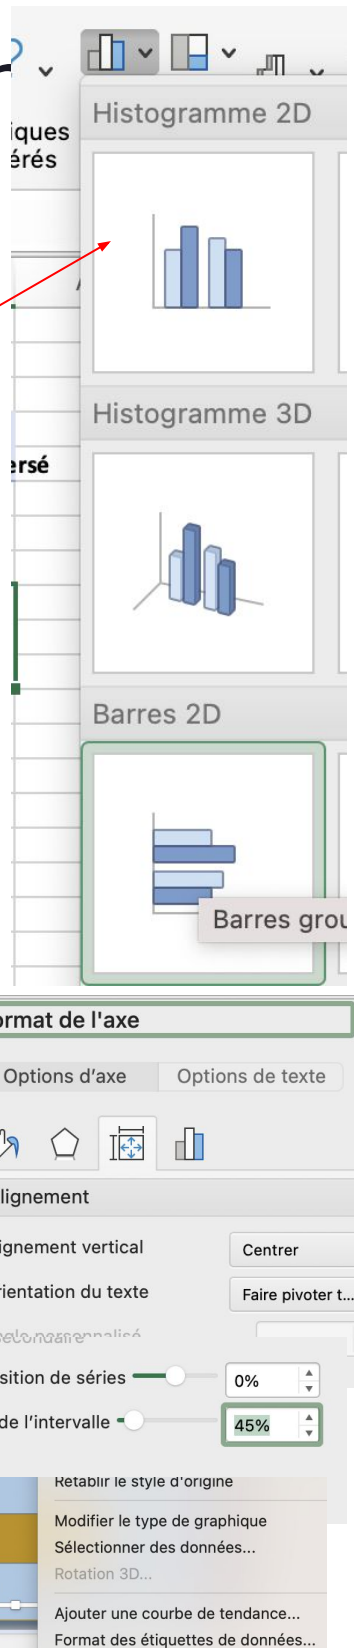 iques
érés
Histogramme 2D
Histogramme 3D
ersé
Barres 2D
Barres grou
ormat de l'axe
Options d'axe Options de texte
lignement
ignement vertical Centrer
rientation du texte Faire pivoter t...
sition de séries 0%
de l'intervalle 45%
Rétablir le style d'origine
Modifier le type de graphique
Sélectionner des données...
Rotation 3D...
Ajouter une courbe de tendance...
Format des étiquettes de données...